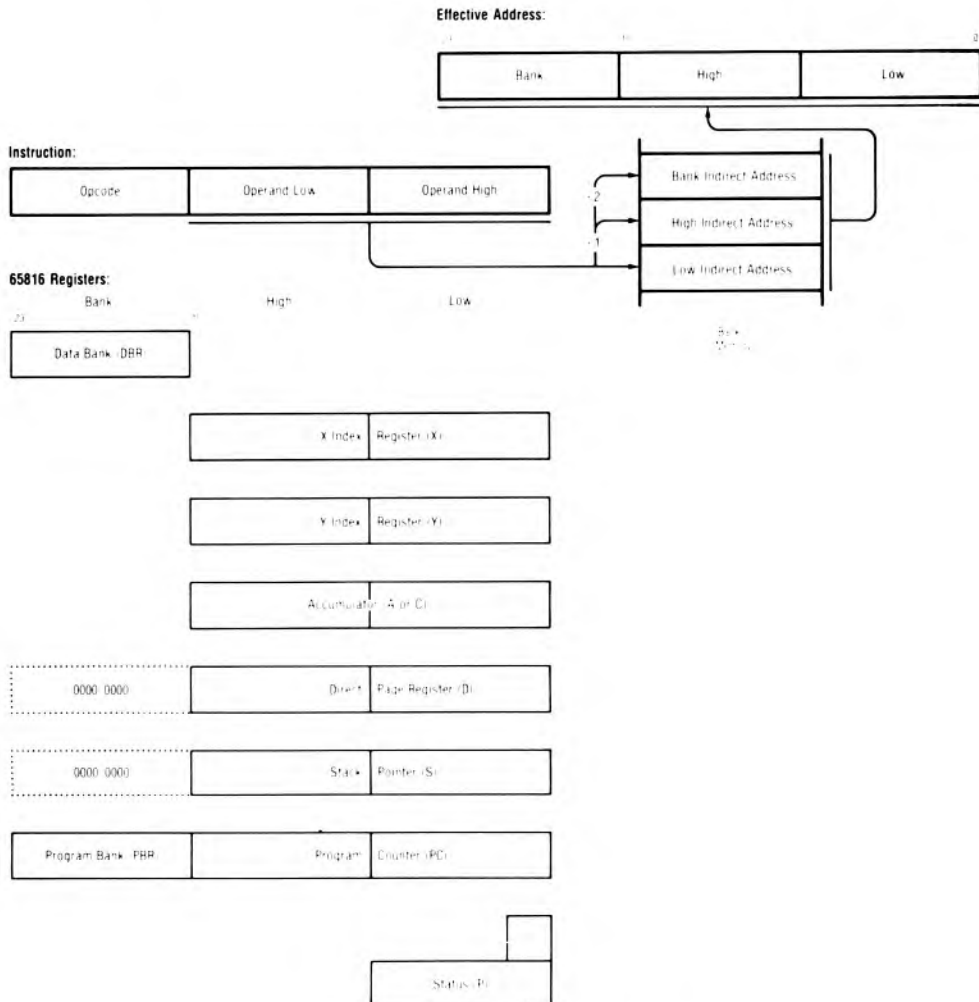 Effective Address:
Bank High Low
Instruction:
Opcode Operand Low Operand High
Bank Indirect Address
High Indirect Address
Low Indirect Address
2
1
65816 Registers:
Bank High Low
Data Bank (DBR)
X Index Register (X)
Y Index Register (Y)
Accumulator (A or C)
0000 0000 Direct Page Register (D)
0000 0000 Stack Pointer (S)
Program Bank (PBR) Program Counter (PC)
Status (P)